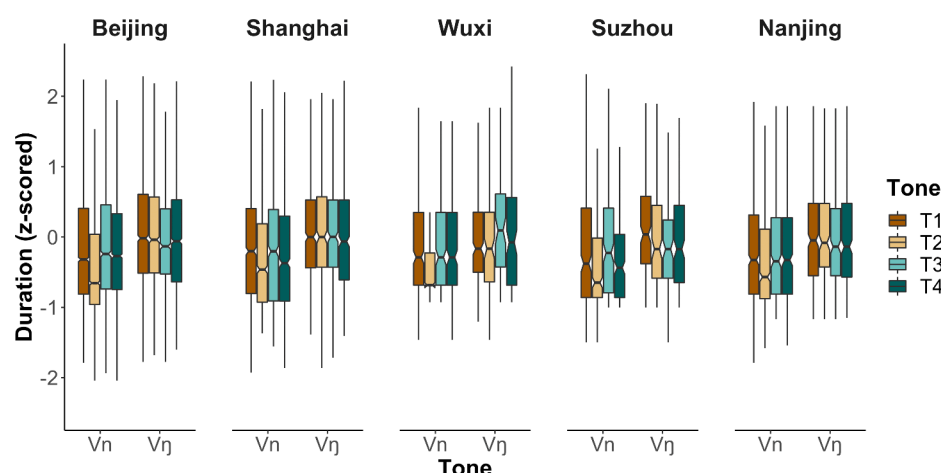 Beijing Shanghai Wuxi Suzhou Nanjing
Duration (z-scored)
2
1
0
-1
-2
Vn Vŋ Vn Vŋ Vn Vŋ Vn Vŋ Vn Vŋ
Tone
Tone
T1
T2
T3
T4